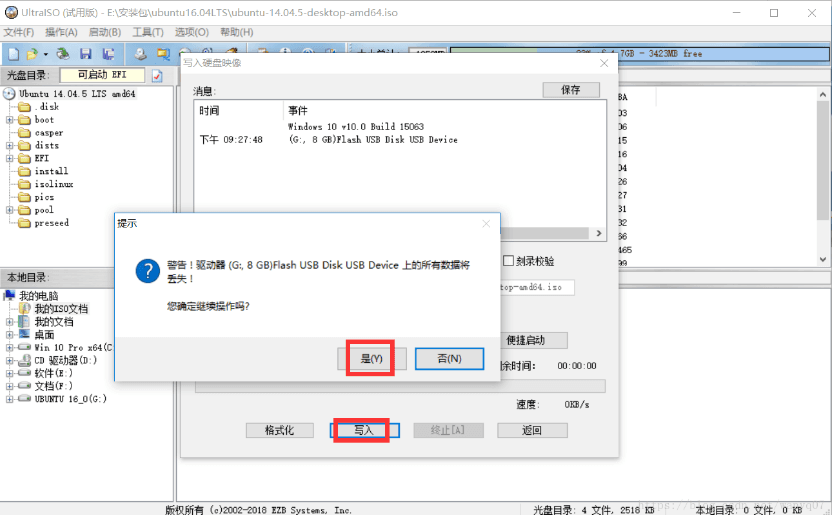 UltraISO (试用版) - E:\安装包\ubuntu16.04LTS\ubuntu-14.04.5-desktop-amd64.iso
文件(F) 操作(A) 启动(B) 工具(T) 选项(O) 帮助(H)
7GB - 3423MB free
光盘目录: 可启动 EFI
Ubuntu 14.04.5 LTS amd64
.disk
boot
casper
dists
EFI
install
isolinux
pics
pool
preseed
本地目录:
我的电脑
我的ISO文档
我的文档
桌面
Win 10 Pro x64(C
CD 驱动器(D:)
软件(E:)
文档(F:)
UBUNTU 16_0(G:)
写入硬盘映像
消息: 保存
时间 事件
Windows 10 v10.0 Build 15063
下午 09:27:48 (G:, 8 GB)Flash USB Disk USB Device
BA
03
06
15
16
04
26
27
31
32
66
465
99
提示
警告！驱动器 (G:, 8 GB)Flash USB Disk USB Device 上的所有数据将
丢失！
您确定继续操作吗?
是(Y) 否(N)
刻录校验
top-amd64.iso
便捷启动
余时间: 00:00:00
速度: 0KB/s
格式化 写入 终止[A] 返回
版权所有 (c)2002-2018 EZB Systems, Inc. 光盘目录: 4 文件, 2518 KB 本地目录: 0 文件, 0 KB